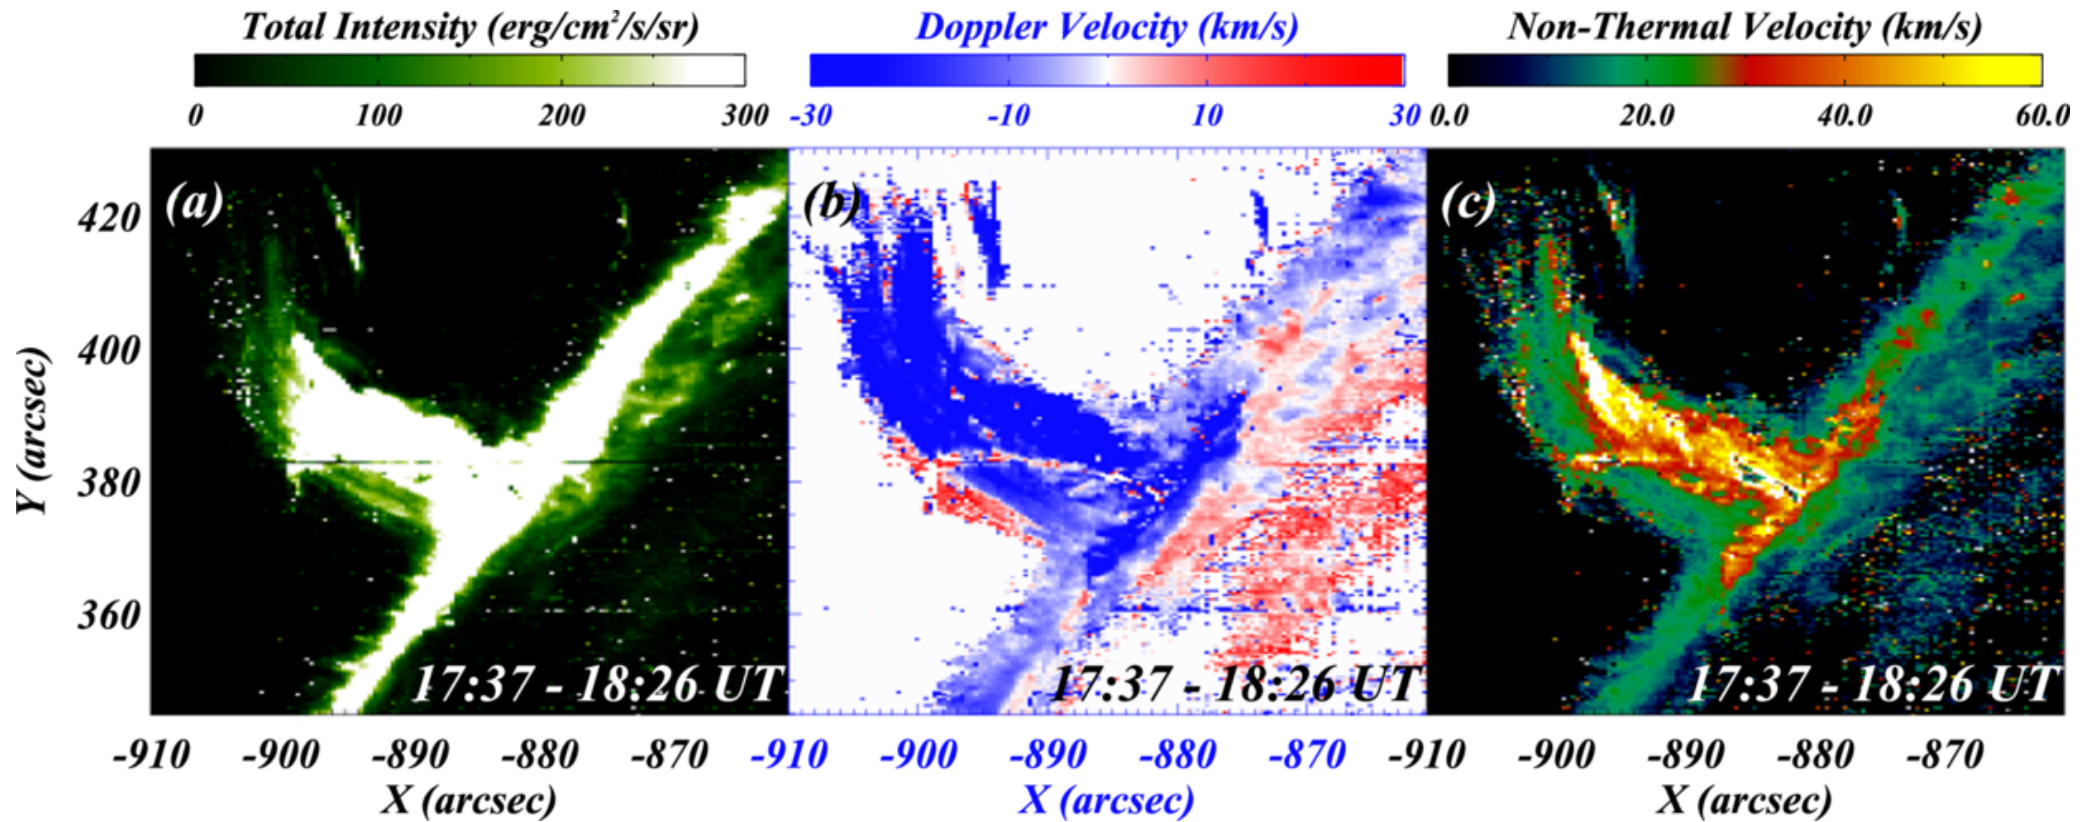 Total Intensity (erg/cm²/s/sr)
Doppler Velocity (km/s)
Non-Thermal Velocity (km/s)
0 100 200 300
-30 -10 10 30
0.0 20.0 40.0 60.0
(a)
(b)
(c)
420
400
380
360
Y (arcsec)
17:37 - 18:26 UT
17:37 - 18:26 UT
17:37 - 18:26 UT
-910 -900 -890 -880 -870
-910 -900 -890 -880 -870
-910 -900 -890 -880 -870
X (arcsec)
X (arcsec)
X (arcsec)